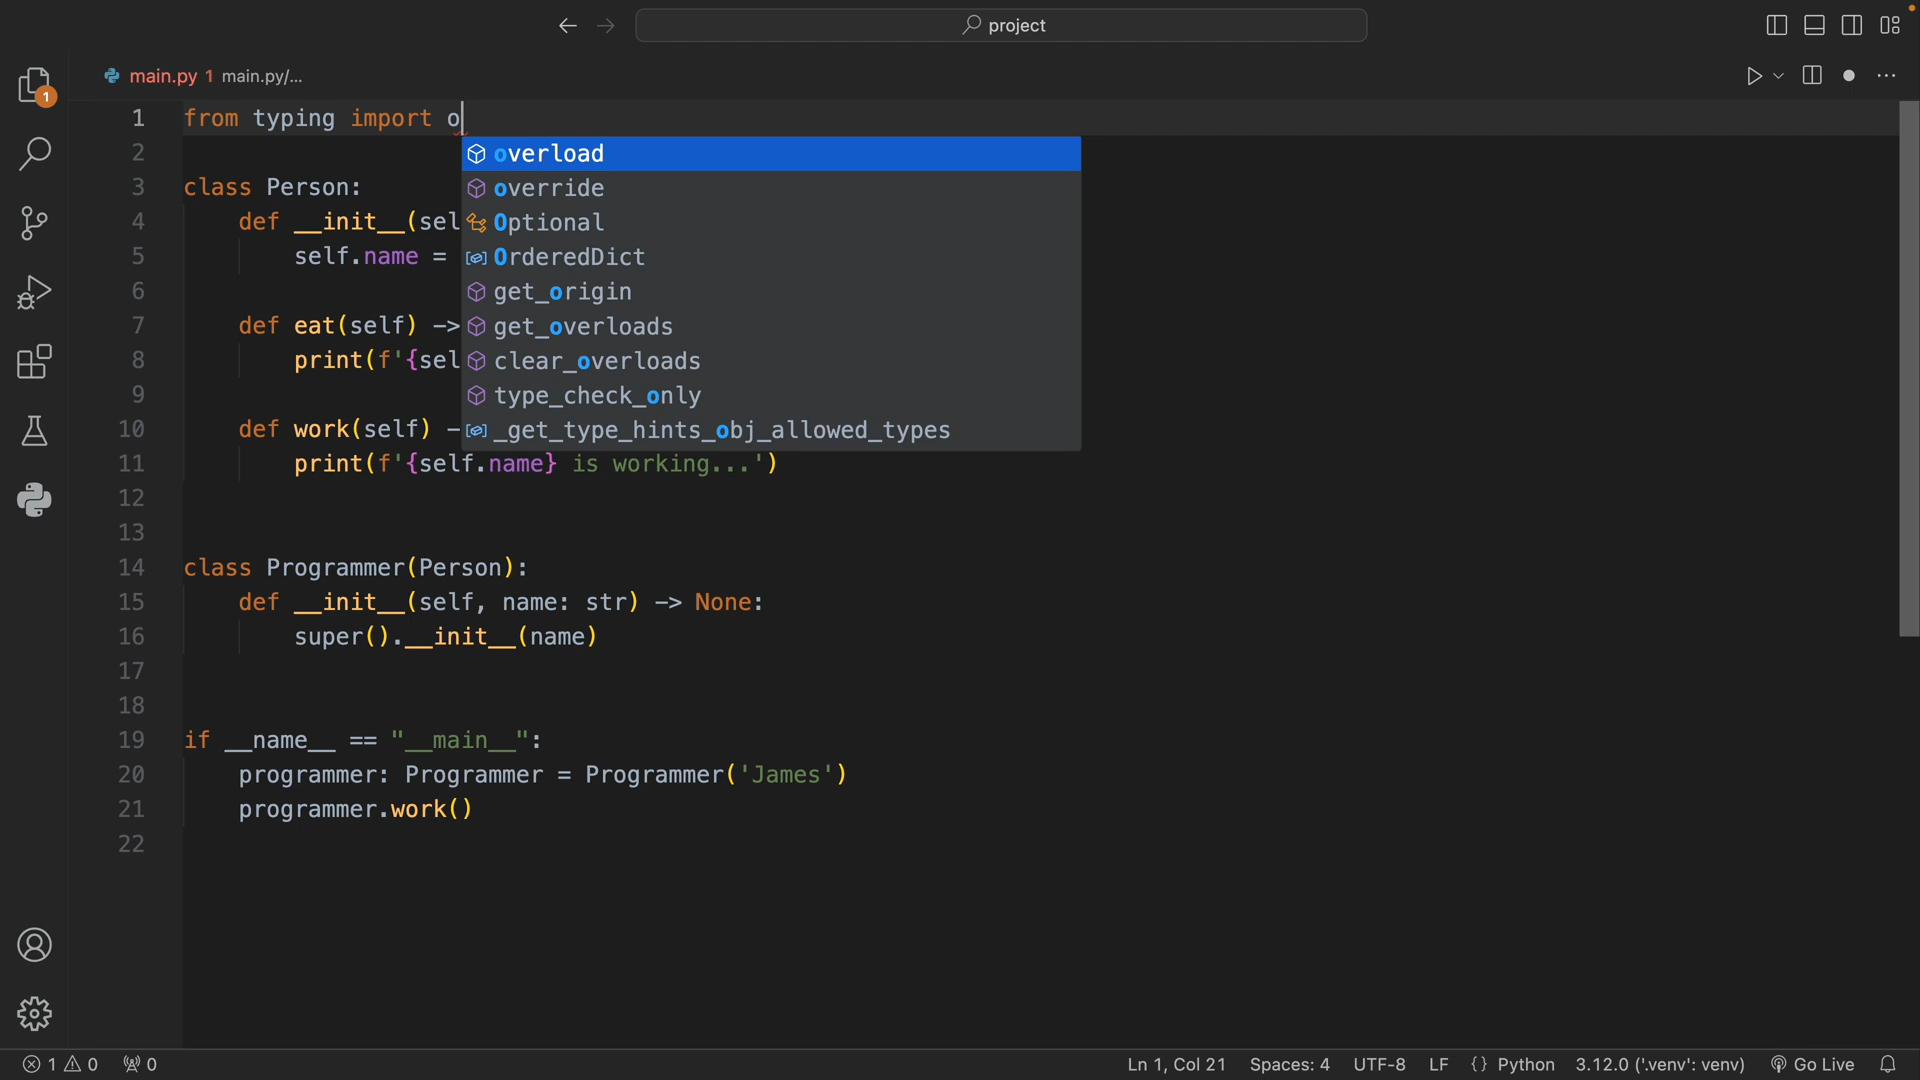 project
main.py 1 main.py/...
1 from typing import o
overload
2
override
3 class Person:
Optional
4 def __init__(sel
OrderedDict
5 self.name =
get_origin
6
get_overloads
7 def eat(self) ->
clear_overloads
8 print(f'{sel
type_check_only
9
_get_type_hints_obj_allowed_types
10 def work(self) -
11 print(f'{self.name} is working...')
12
13
14 class Programmer(Person):
15 def __init__(self, name: str) -> None:
16 super().__init__(name)
17
18
19 if __name__ == "__main__":
20 programmer: Programmer = Programmer('James')
21 programmer.work()
22
1
1 0 0
Ln 1, Col 21 Spaces: 4 UTF-8 LF {} Python 3.12.0 ('.venv': venv) Go Live